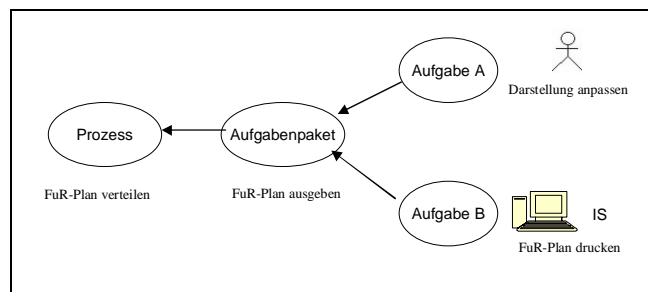 Aufgabe A
Darstellung anpassen
Prozess
Aufgabenpaket
FuR-Plan verteilen
FuR-Plan ausgeben
Aufgabe B
IS
FuR-Plan drucken